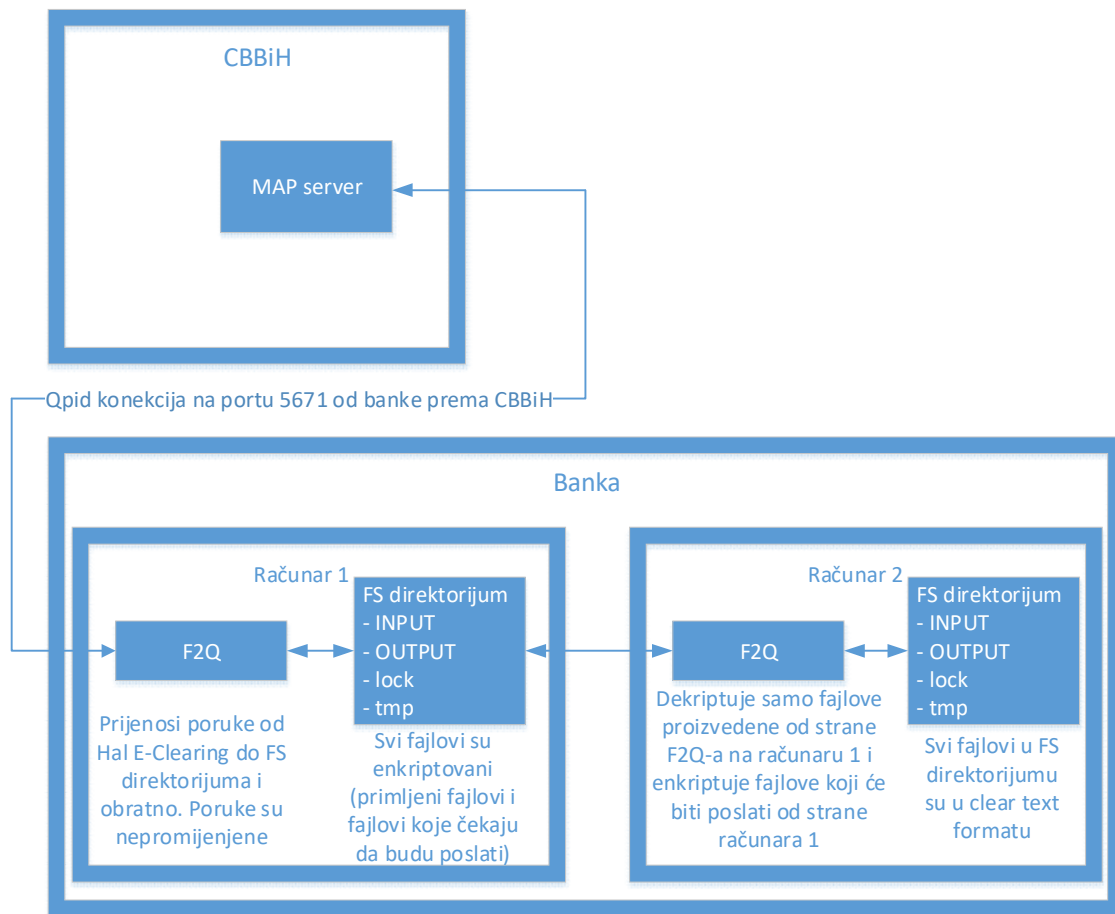 CBBiH
MAP server
Qpid konekcija na portu 5671 od banke prema CBBiH
Banka
Računar 1
F2Q
Prijenosi poruke od
Hal E-Clearing do FS
direktorijuma i
obratno. Poruke su
nepromijenjene
FS direktorijum
- INPUT
- OUTPUT
- lock
- tmp
Svi fajlovi su
enkriptovani
(primljeni fajlovi i
fajlovi koje čekaju
da budu poslati)
Računar 2
F2Q
Dekriptuje samo fajlove
proizvedene od strane
F2Q-a na računaru 1 i
enkriptuje fajlove koji će
biti poslati od strane
računara 1
FS direktorijum
- INPUT
- OUTPUT
- lock
- tmp
Svi fajlovi u FS
direktorijumu
su u clear text
formatu